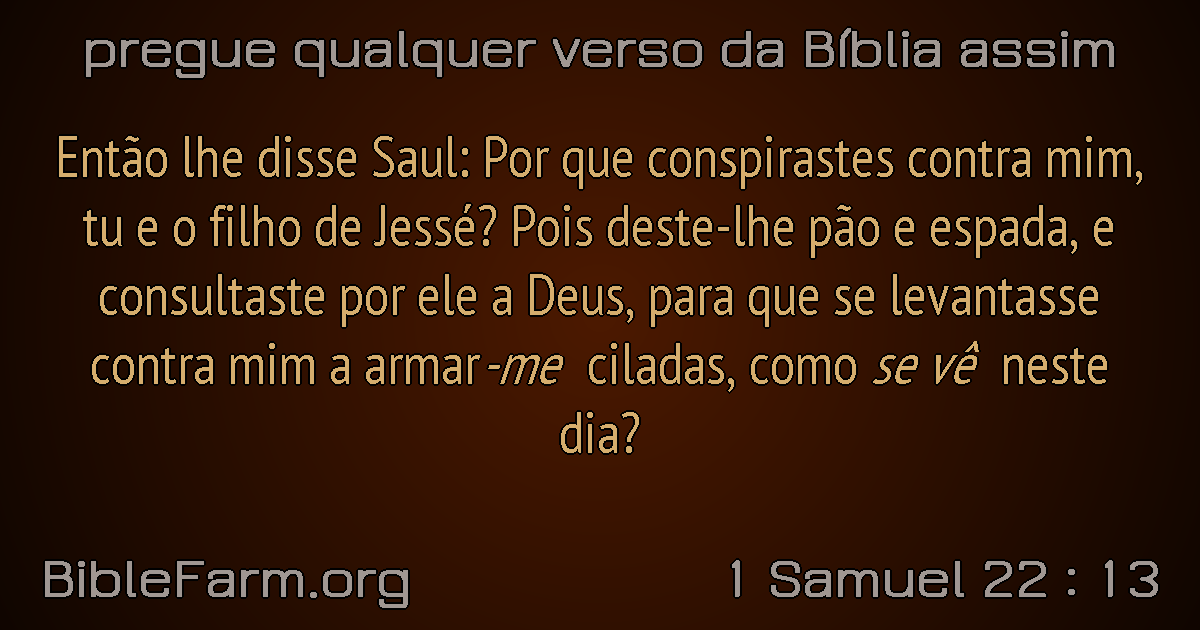 pregue qualquer verso da Bíblia assim
Então lhe disse Saul: Por que conspirastes contra mim,
tu e o filho de Jessé? Pois deste-lhe pão e espada, e
consultaste por ele a Deus, para que se levantasse
contra mim a armar-me ciladas, como se vê neste
dia?
BibleFarm.org 1 Samuel 22 : 13